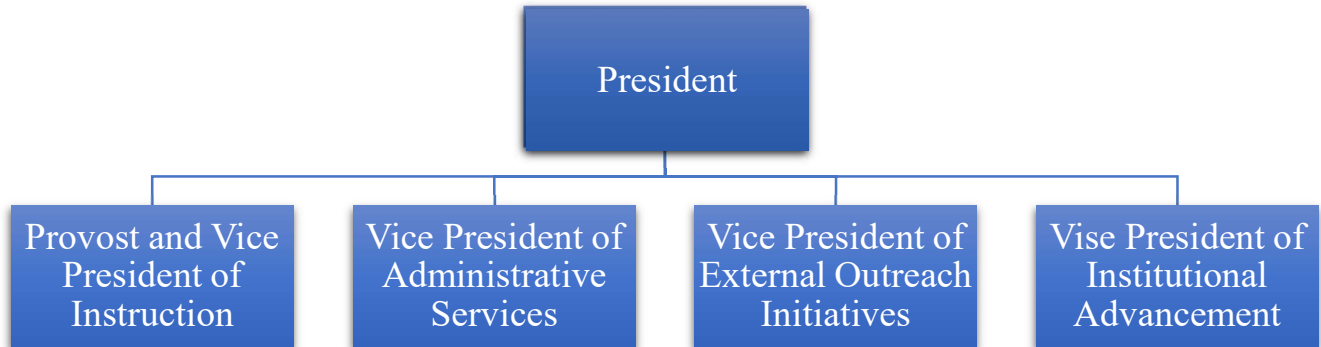 President
Provost and Vice
President of
Instruction
Vice President of
Administrative
Services
Vice President of
External Outreach
Initiatives
Vise President of
Institutional
Advancement